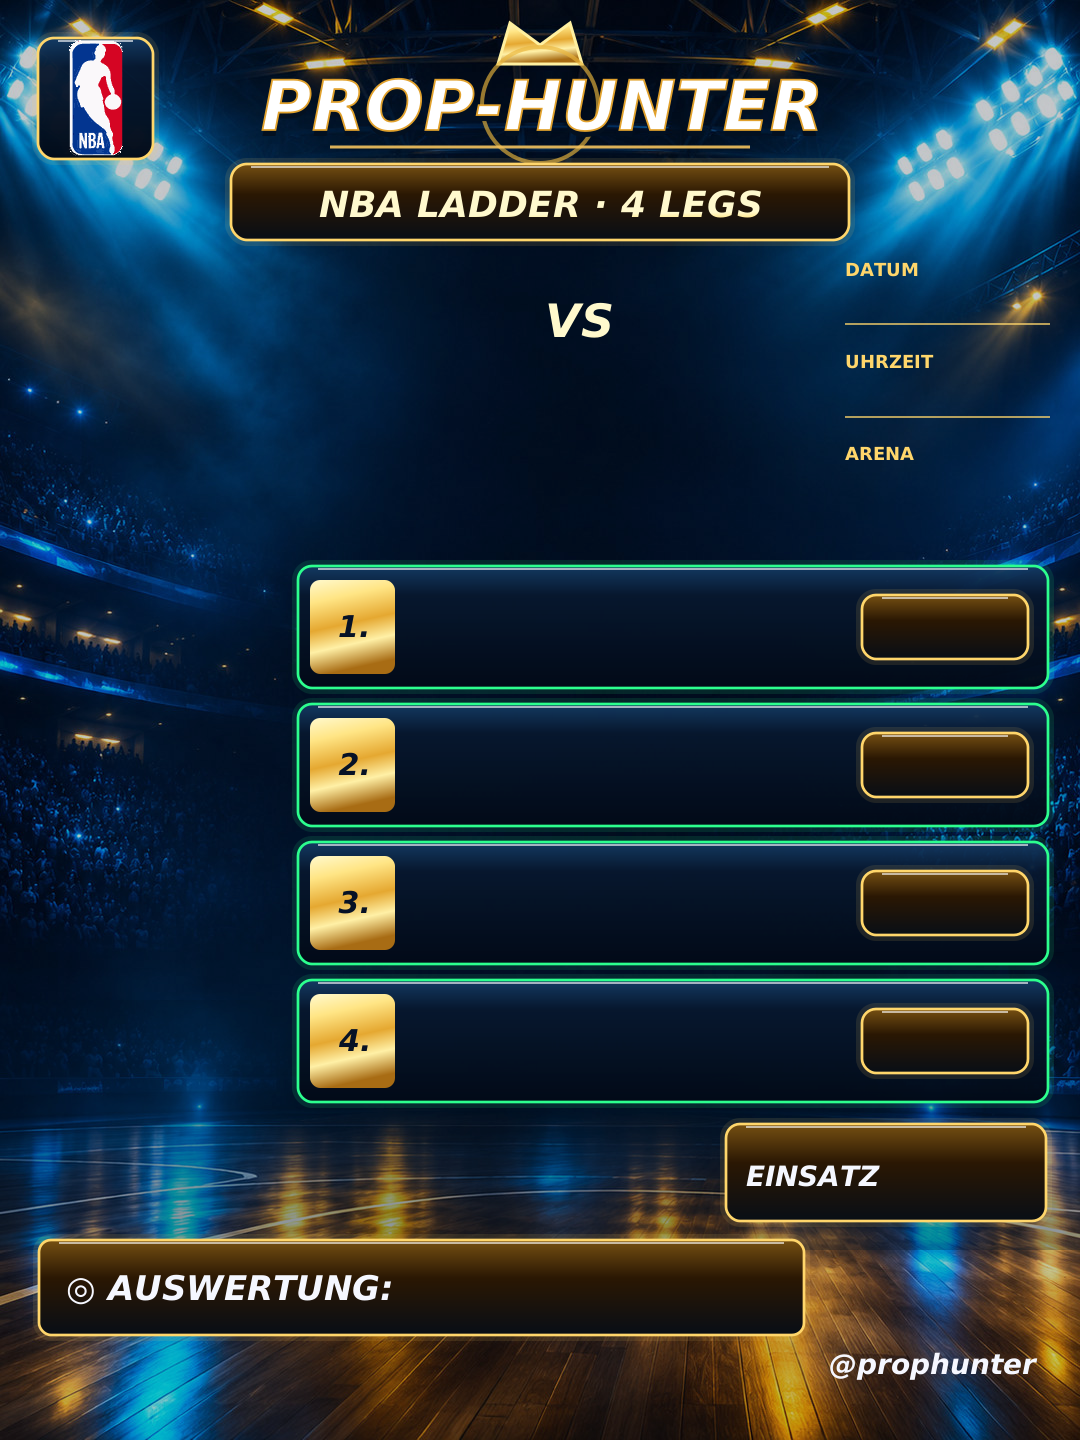 NBA
PROP-HUNTER
NBA LADDER · 4 LEGS
VS
DATUM
UHRZEIT
ARENA
1.
2.
3.
4.
EINSATZ
◎ AUSWERTUNG:
@prophunter